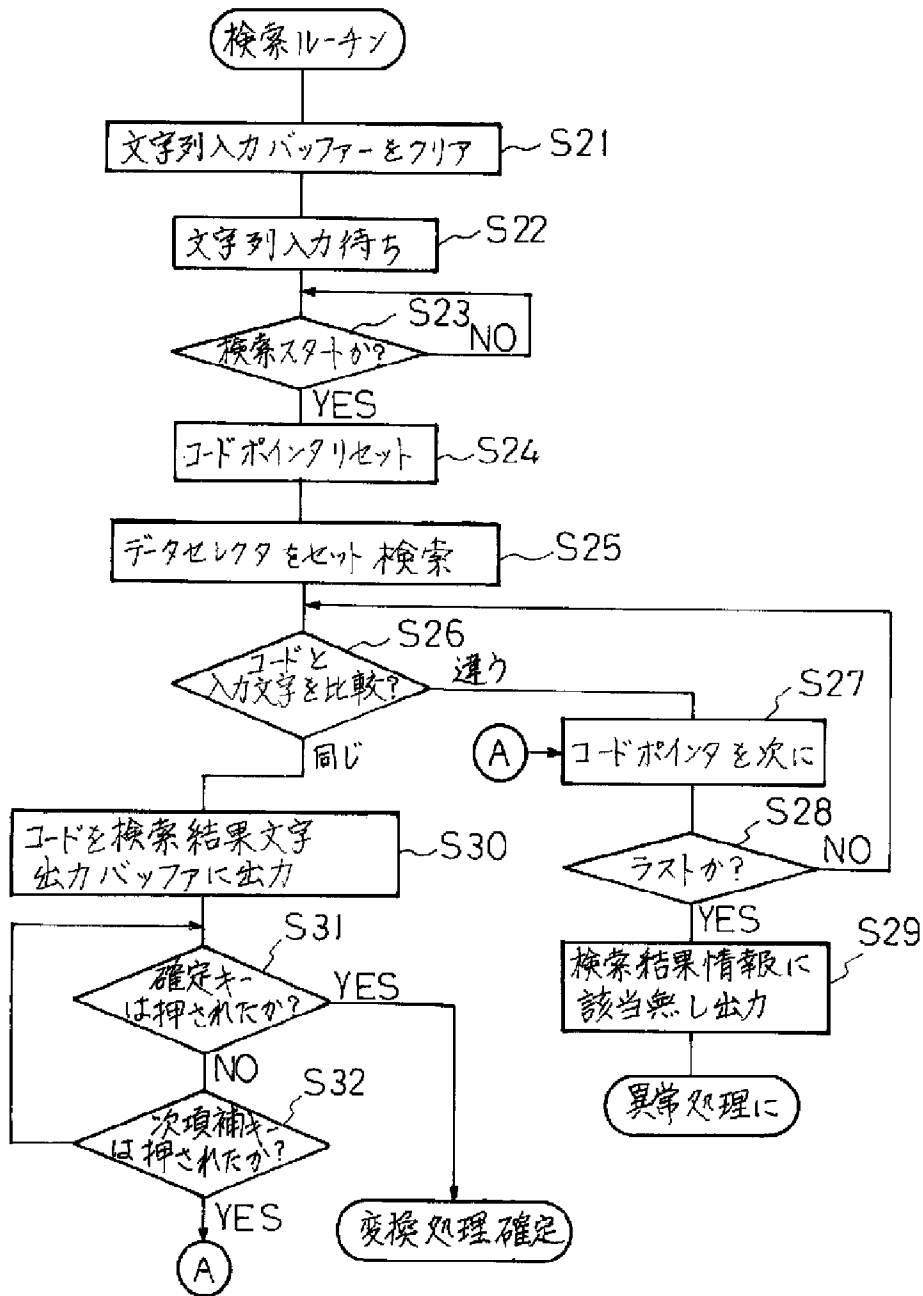 検索ルーチン
文字列入力バッファーをクリア
S21
文字列入力待ち
S22
S23
検索スタートか?
NO
YES
コードポインタリセット
S24
データセレクタをセット 検索
S25
S26
コードと
入力文字を比較?
違う
同じ
S27
A
コードポインタを次に
S28
ラストか?
NO
YES
S29
検索結果情報に
該当無し出力
異常処理に
コードを検索結果文字
出力バッファに出力
S30
S31
確定キー
は押されたか?
YES
NO
S32
次項補キー
は押されたか?
YES
A
変換処理確定